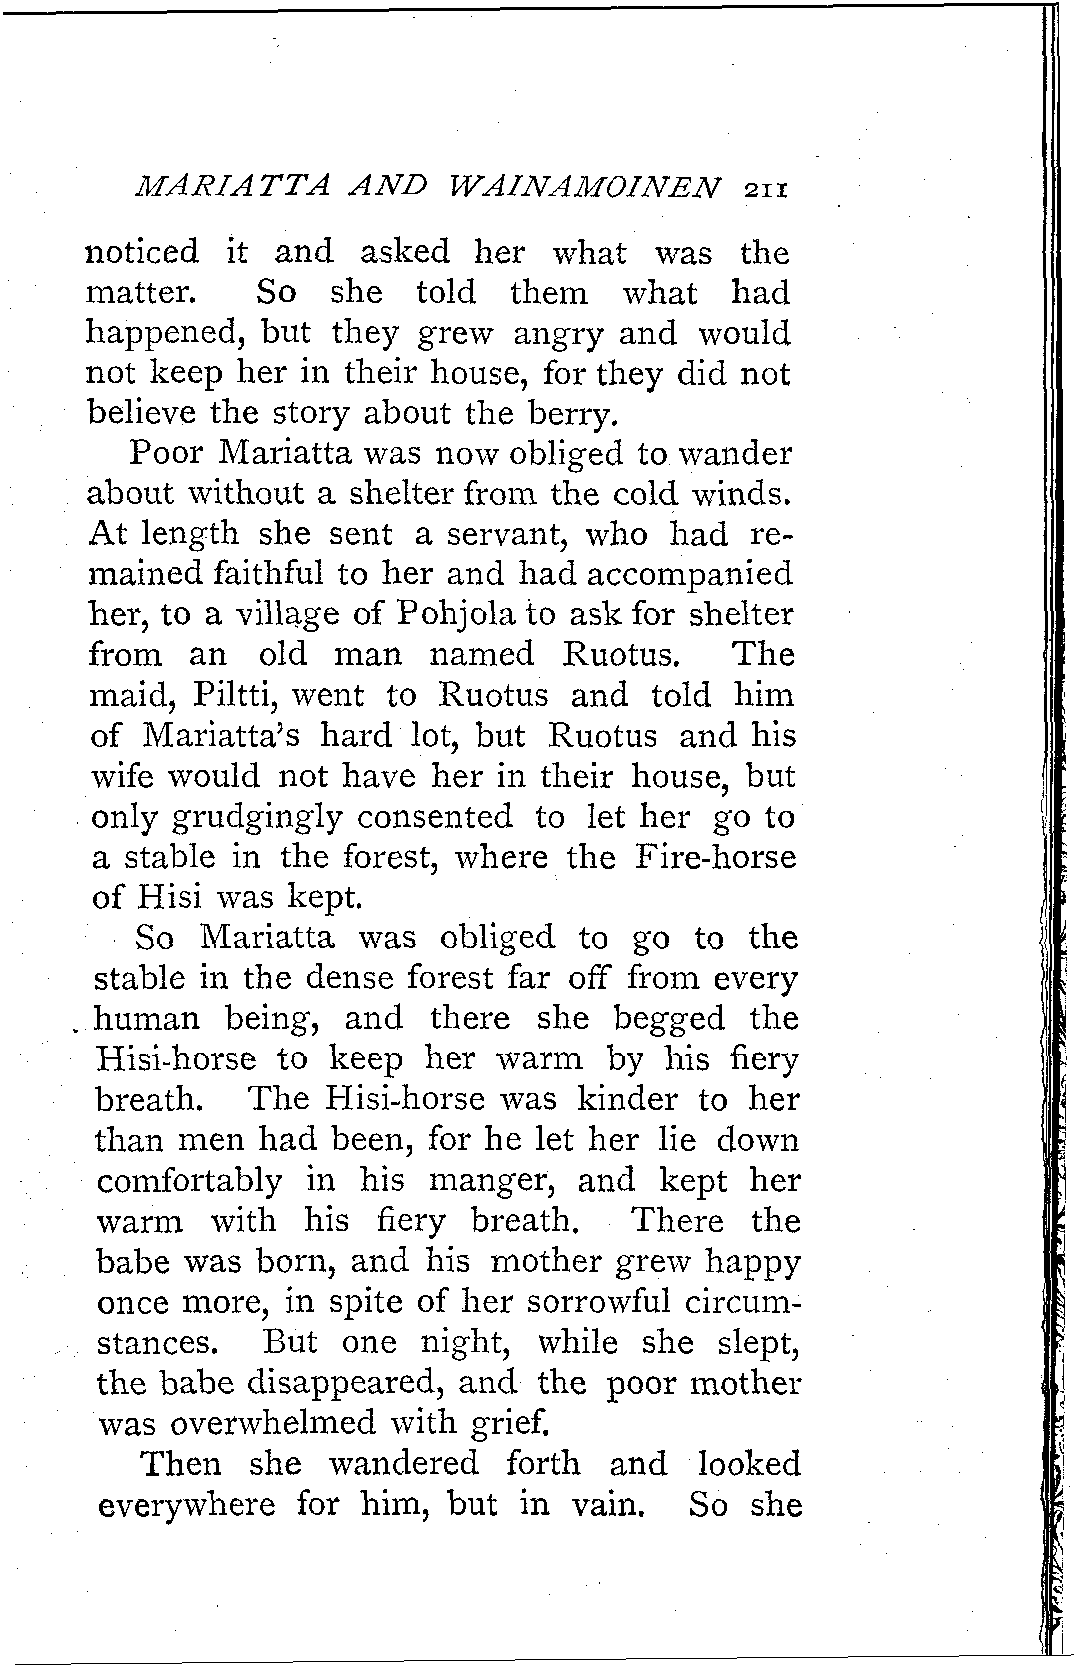 MARIATTA AND WAINAMOINEN 211
noticed it and asked her what was the
matter. So she told them what had
happened, but they grew angry and would
not keep her in their house, for they did not
believe the story about the berry.
Poor Mariatta was now obliged to wander
about without a shelter from the cold winds.
At length she sent a servant, who had re-
mained faithful to her and had accompanied
her, to a village of Pohjola to ask for shelter
from an old man named Ruotus. The
maid, Piltti, went to Ruotus and told him
of Mariatta's hard lot, but Ruotus and his
wife would not have her in their house, but
only grudgingly consented to let her go to
a stable in the forest, where the Fire-horse
of Hisi was kept.
So Mariatta was obliged to go to the
stable in the dense forest far off from every
human being, and there she begged the
Hisi-horse to keep her warm by his fiery
breath. The Hisi-horse was kinder to her
than men had been, for he let her lie down
comfortably in his manger, and kept her
warm with his fiery breath. There the
babe was born, and his mother grew happy
once more, in spite of her sorrowful circum-
stances. But one night, while she slept,
the babe disappeared, and the poor mother
was overwhelmed with grief.
Then she wandered forth and looked
everywhere for him, but in vain. So she